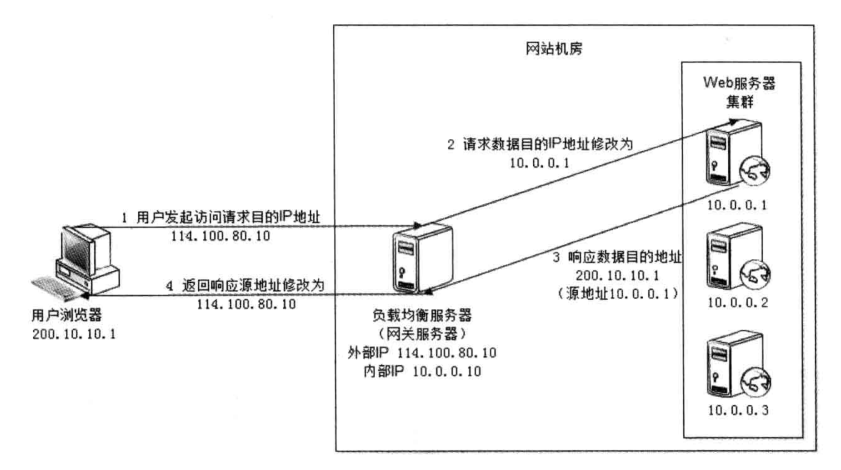 网站机房
Web服务器
集群
2 请求数据目的IP地址修改为
10.0.0.1
10.0.0.1
1 用户发起访问请求目的IP地址
114.100.80.10
3 响应数据目的地址
200.10.10.1
(源地址10.0.0.1)
4 返回响应源地址修改为
114.100.80.10
10.0.0.2
用户浏览器
200.10.10.1
负载均衡服务器
(网关服务器)
外部IP 114.100.80.10
内部IP 10.0.0.10
10.0.0.3